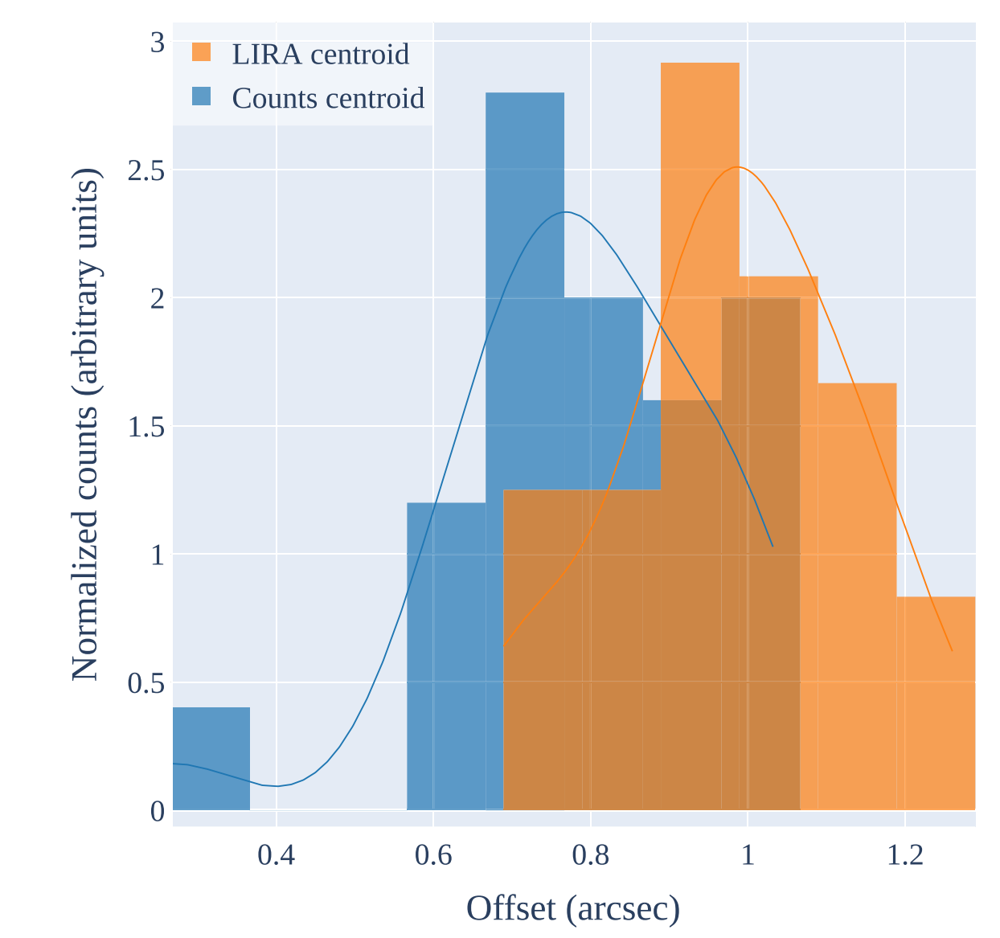 LIRA centroid
Counts centroid
Normalized counts (arbitrary units)
3
2.5
2
1.5
1
0.5
0
0.4 0.6 0.8 1 1.2
Offset (arcsec)